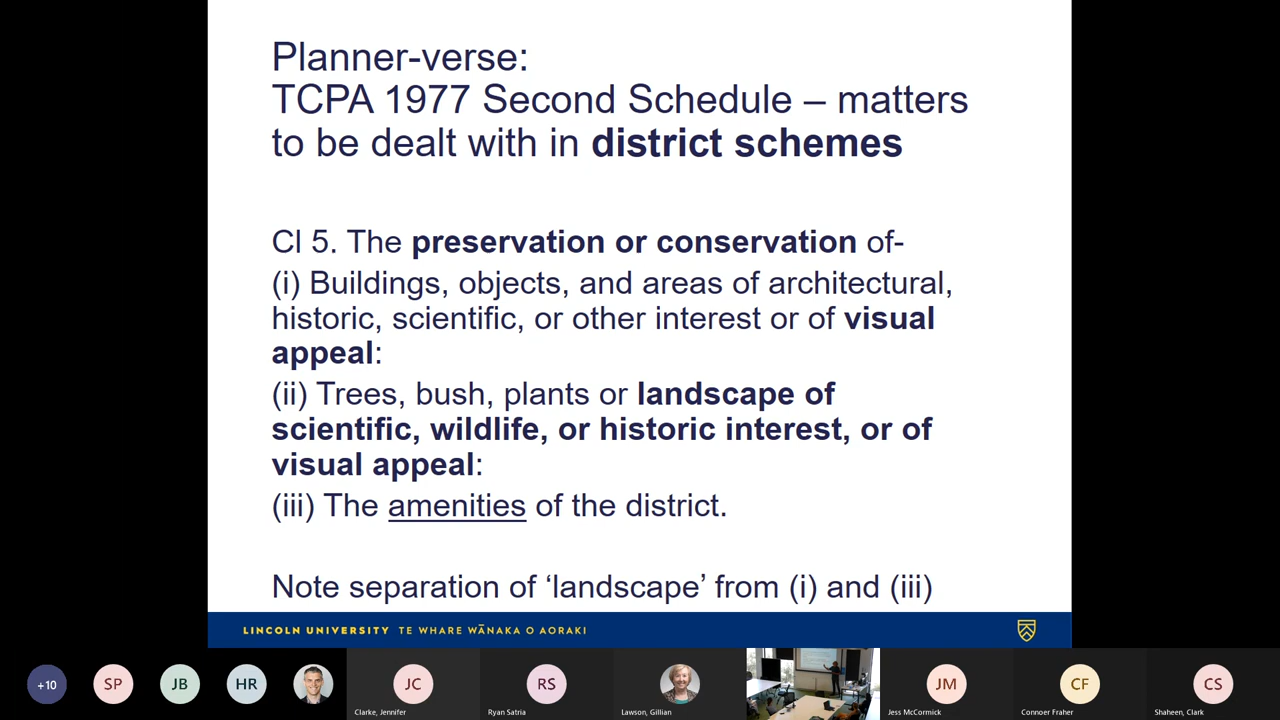 Planner-verse:
TCPA 1977 Second Schedule – matters
to be dealt with in district schemes
Cl 5. The preservation or conservation of-
(i) Buildings, objects, and areas of architectural,
historic, scientific, or other interest or of visual
appeal:
(ii) Trees, bush, plants or landscape of
scientific, wildlife, or historic interest, or of
visual appeal:
(iii) The amenities of the district.
Note separation of ‘landscape’ from (i) and (iii)
LINCOLN UNIVERSITY TE WHARE WĀNAKA O AORAKI
+10
SP
JB
HR
JC
RS
JM
CF
CS
Clarke, Jennifer
Ryan Satria
Lawson, Gillian
Jess McCormick
Connoer Fraher
Shaheen, Clark